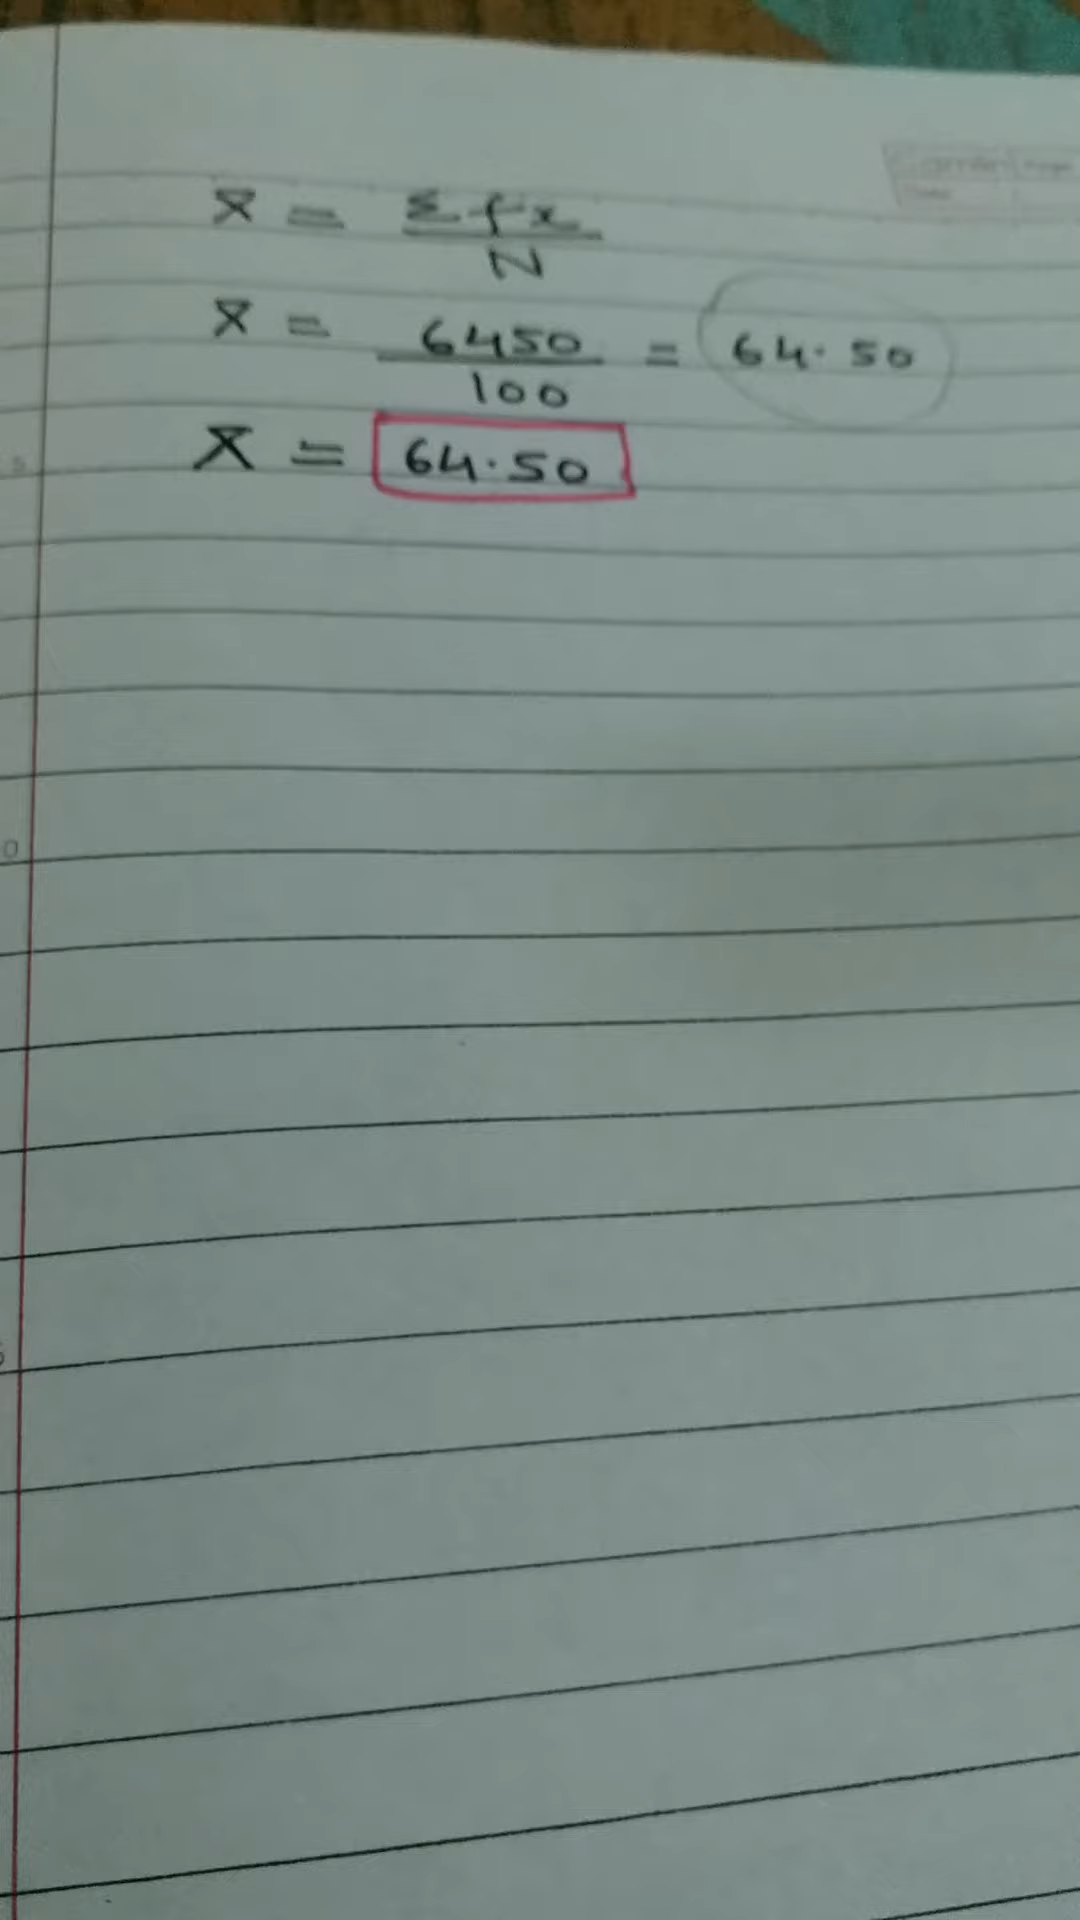 x̄ = Σfx / N
x̄ = 6450 / 100 = 64.50
X̄ = 64.50